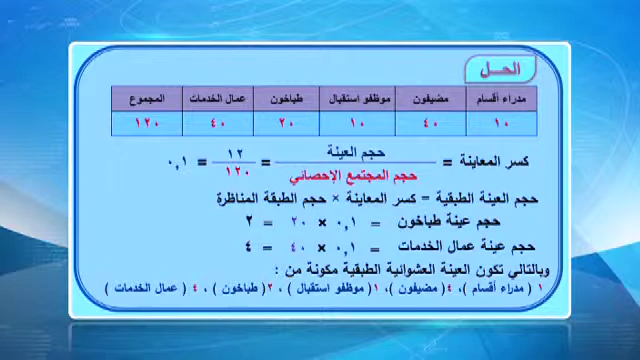 الحـــل
مدراء أقسام مضيفون موظفو استقبال طباخون عمال الخدمات المجموع
١٠ ٤٠ ١٠ ٢٠ ٤٠ ١٢٠
كسر المعاينة = حجم العينة / حجم المجتمع الإحصائي = ١٢ / ١٢٠ = ٠,١
حجم العينة الطبقية = كسر المعاينة × حجم الطبقة المناظرة
حجم عينة طباخون = ٠,١ × ٢٠ = ٢
حجم عينة عمال الخدمات = ٠,١ × ٤٠ = ٤
وبالتالي تكون العينة العشوائية الطبقية مكونة من :
١ ( مدراء أقسام )، ٤( مضيفون )، ١( موظفو استقبال )، ٢( طباخون ) ، ٤ ( عمال الخدمات )